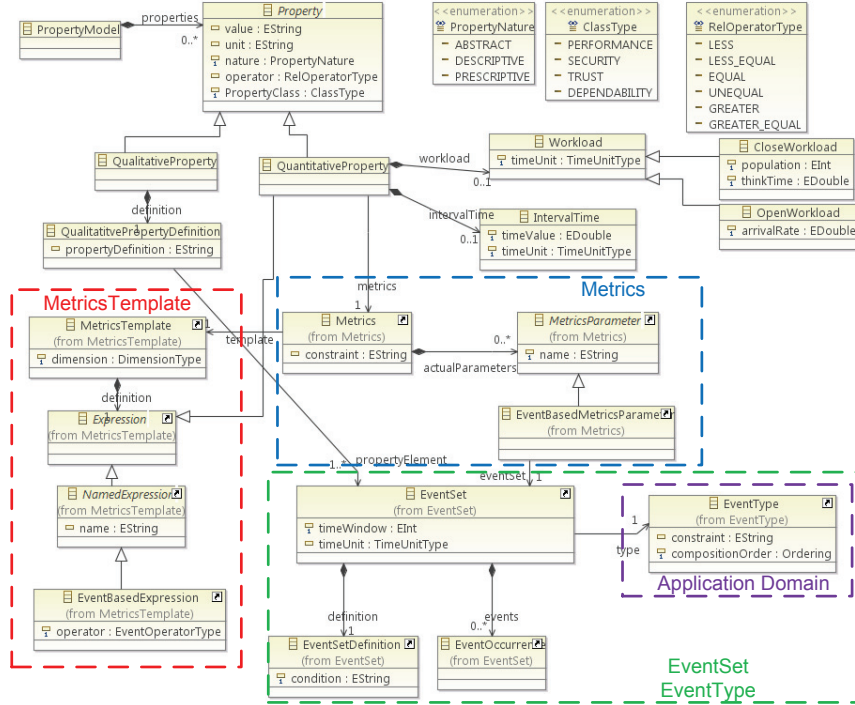 PropertyModel
properties
0..*
Property
value : EString
unit : EString
nature : PropertyNature
operator : RelOperatorType
PropertyClass : ClassType
<<enumeration>>
PropertyNature
ABSTRACT
DESCRIPTIVE
PRESCRIPTIVE
<<enumeration>>
ClassType
PERFORMANCE
SECURITY
TRUST
DEPENDABILITY
<<enumeration>>
RelOperatorType
LESS
LESS_EQUAL
EQUAL
UNEQUAL
GREATER
GREATER_EQUAL
QualitativeProperty
QuantitativeProperty
workload
0..1
Workload
timeUnit : TimeUnitType
CloseWorkload
population : EInt
thinkTime : EDouble
OpenWorkload
arrivalRate : EDouble
definition
1
intervalTime
0..1
IntervalTime
timeValue : EDouble
timeUnit : TimeUnitType
QualitatitvePropertyDefinition
propertyDefinition : EString
metrics
1
MetricsTemplate
Metrics
MetricsTemplate
(from MetricsTemplate)
dimension : DimensionType
1
template
Metrics
(from Metrics)
constraint : EString
0..*
actualParameters
MetricsParameter
(from Metrics)
name : EString
definition
1
Expression
(from MetricsTemplate)
EventBasedMetricsParameter
(from Metrics)
1..*
propertyElement
eventSet
1
NamedExpression
(from MetricsTemplate)
name : EString
EventSet
(from EventSet)
timeWindow : EInt
timeUnit : TimeUnitType
1
type
EventType
(from EventType)
constraint : EString
compositionOrder : Ordering
Application Domain
EventBasedExpression
(from MetricsTemplate)
operator : EventOperatorType
definition
1
events
0..*
EventSetDefinition
(from EventSet)
condition : EString
EventOccurrence
(from EventSet)
EventSet
EventType